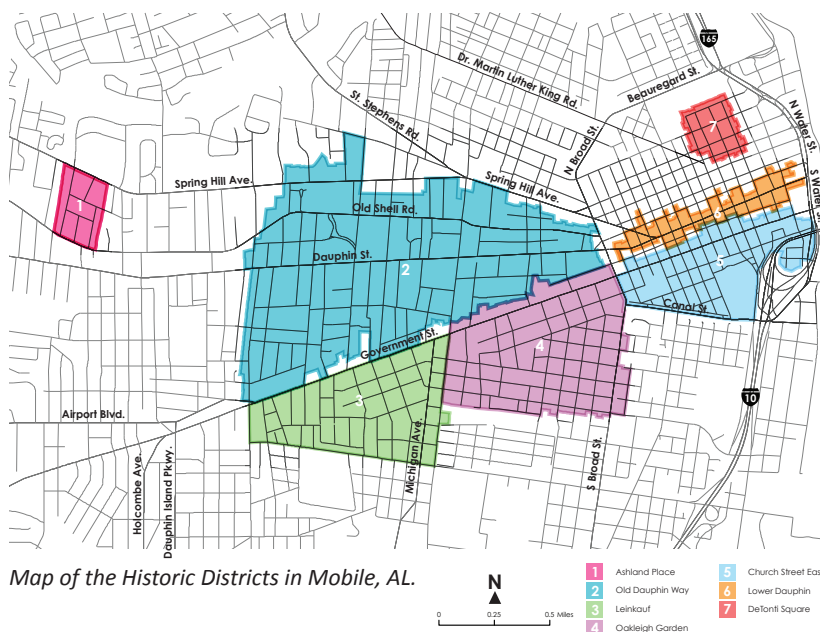 165
Dr. Martin Luther King Rd.
Beauregard St.
St. Stephens Rd.
N Broad St.
N Water St.
7
Spring Hill Ave.
Spring Hill Ave.
S Water St.
1
Old Shell Rd.
6
Dauphin St.
2
5
Canal St.
Government St.
4
3
10
Airport Blvd.
Michigan Ave.
S Broad St.
Holcombe Ave.
Dauphin Island Pkwy.
Map of the Historic Districts in Mobile, AL.
N
0 0.25 0.5 Miles
1 Ashland Place
2 Old Dauphin Way
3 Leinkauf
4 Oakleigh Garden
5 Church Street Eas
6 Lower Dauphin
7 DeTonti Square